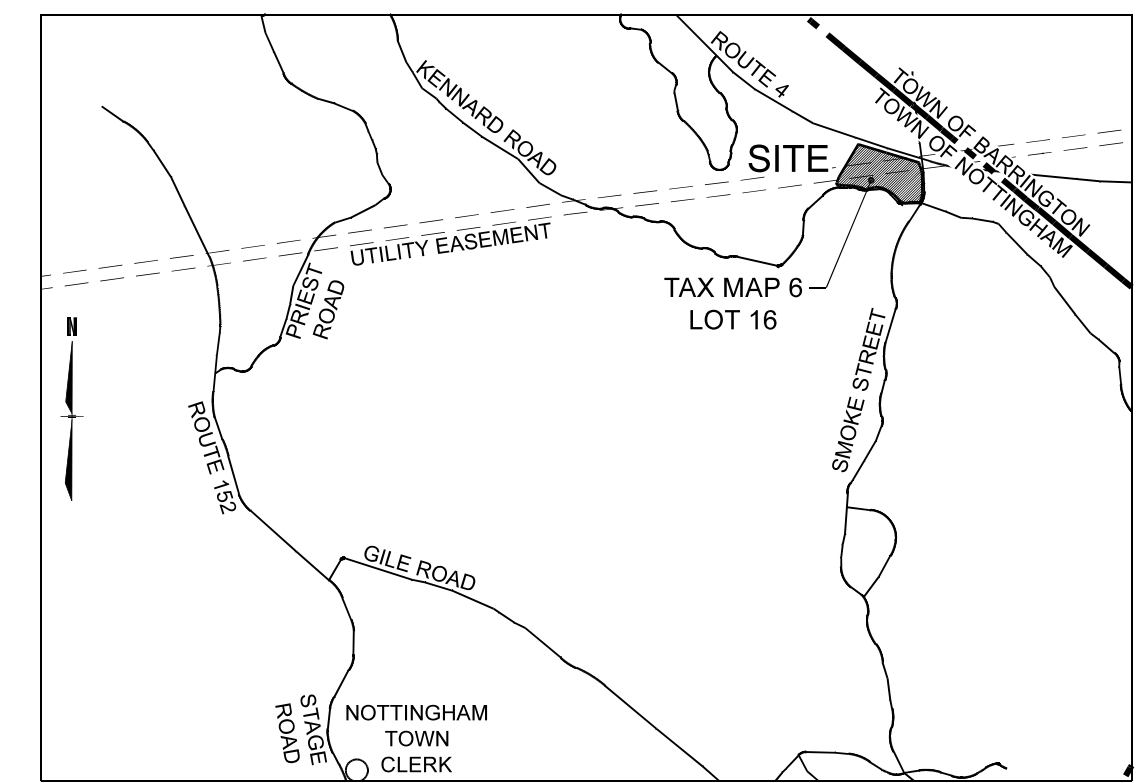 ROUTE 4
KENNARD ROAD
TOWN OF BARRINGTON
TOWN OF NOTTINGHAM
SITE
UTILITY EASEMENT
PRIEST
ROAD
TAX MAP 6
LOT 16
N
SMOKE STREET
ROUTE 152
GILE ROAD
STAGE
ROAD
NOTTINGHAM
TOWN
CLERK